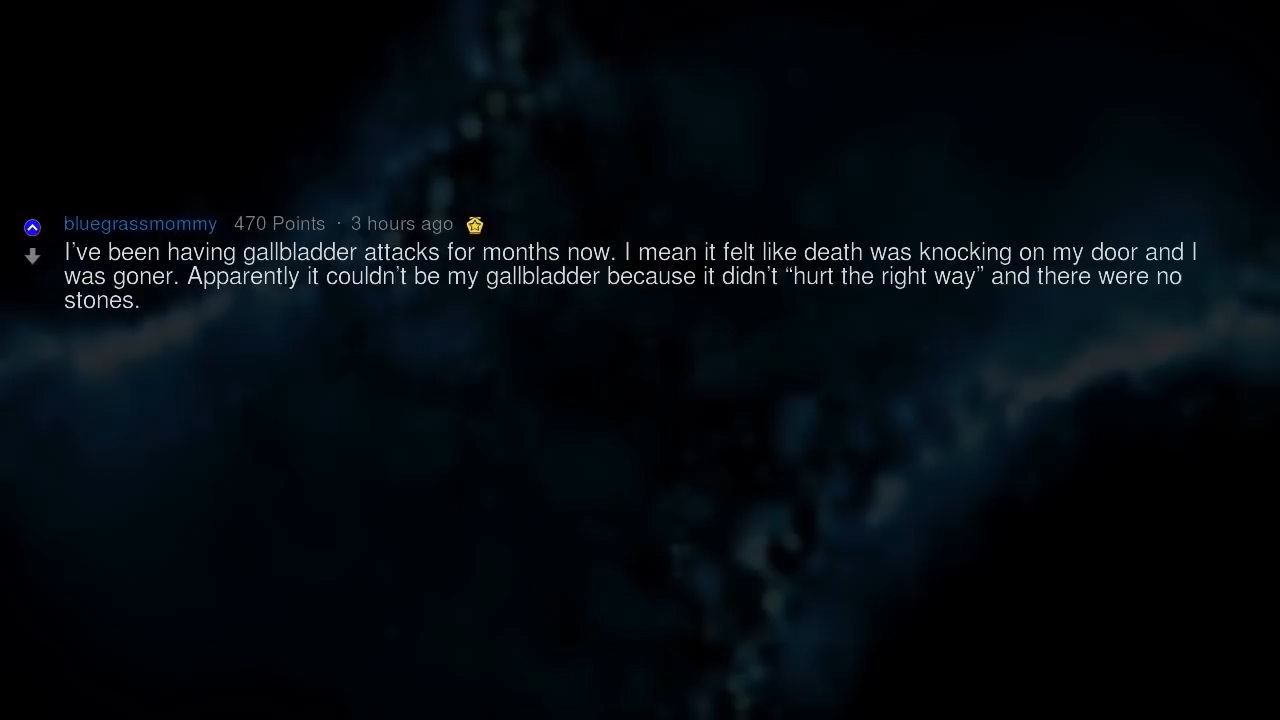 bluegrassmommy 470 Points · 3 hours ago
I’ve been having gallbladder attacks for months now. I mean it felt like death was knocking on my door and I
was goner. Apparently it couldn’t be my gallbladder because it didn’t “hurt the right way” and there were no
stones.